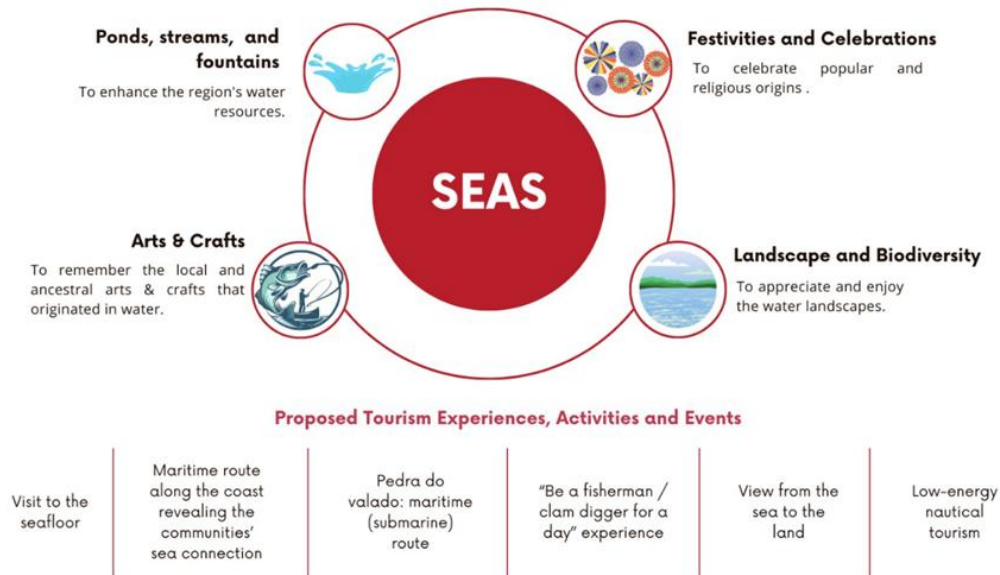 Ponds, streams, and
fountains
To enhance the region's water
resources.
Festivities and Celebrations
To celebrate popular and
religious origins .
SEAS
Arts & Crafts
To remember the local and
ancestral arts & crafts that
originated in water.
Landscape and Biodiversity
To appreciate and enjoy
the water landscapes.
Proposed Tourism Experiences, Activities and Events
Visit to the
seafloor
Maritime route
along the coast
revealing the
communities’
sea connection
Pedra do
valado: maritime
(submarine)
route
“Be a fisherman /
clam digger for a
day” experience
View from the
sea to the
land
Low-energy
nautical
tourism